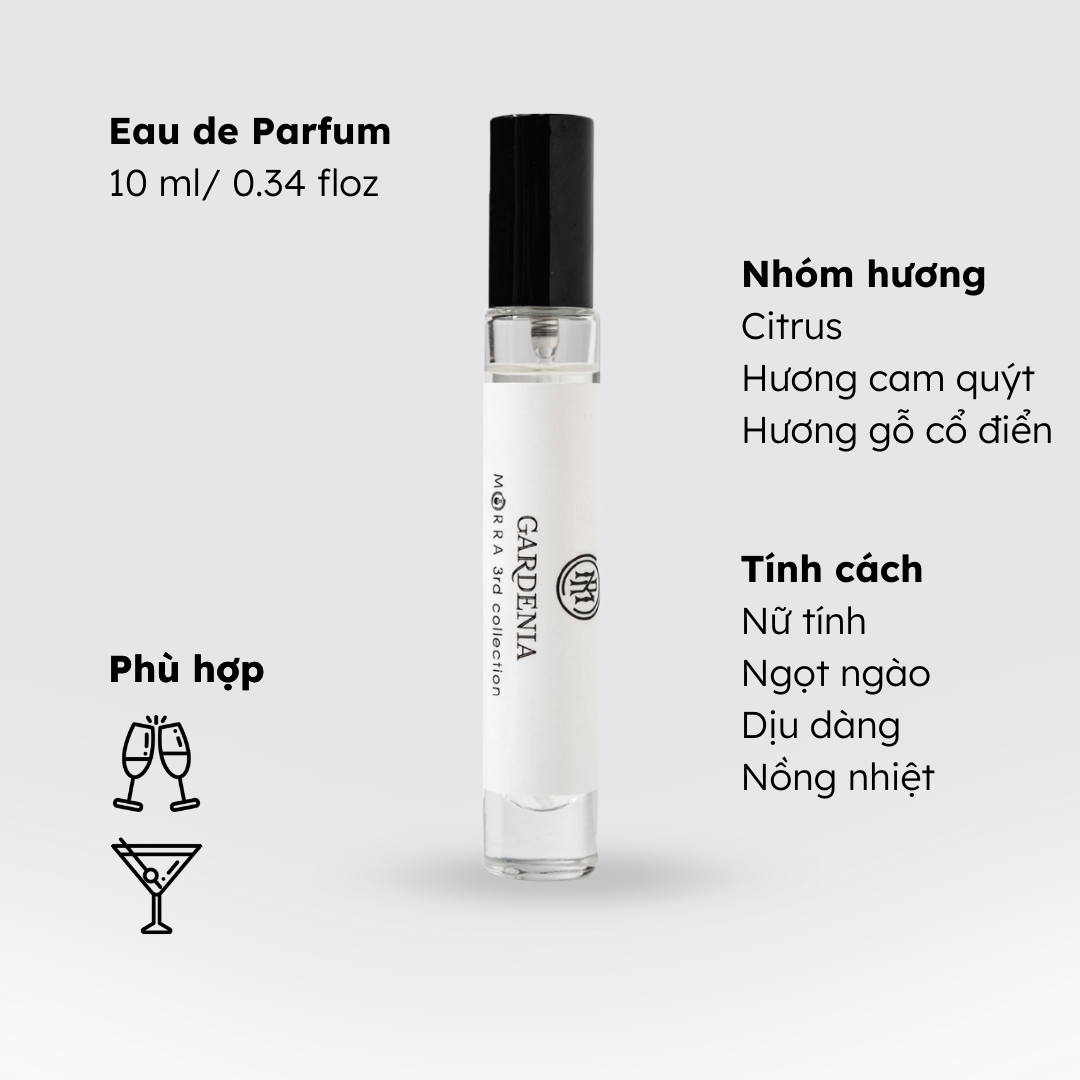 Eau de Parfum
10 ml/ 0.34 floz
Nhóm hương
Citrus
Hương cam quýt
Hương gỗ cổ điển
GARDENIA
MORRA 3rd collection
Tính cách
Nữ tính
Ngọt ngào
Dịu dàng
Nồng nhiệt
Phù hợp